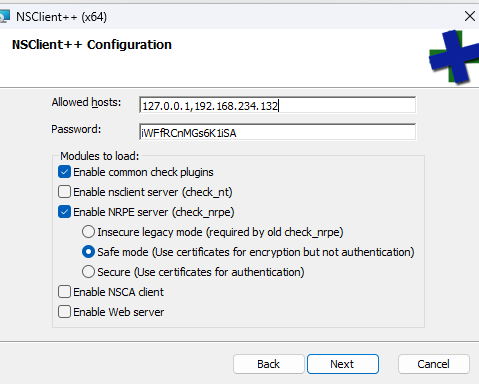 NSClient++ (x64)
NSClient++ Configuration
Allowed hosts: 127.0.0.1,192.168.234.132
Password: iWFfRCnMGs6K1iSA
Modules to load:
Enable common check plugins
Enable nsclient server (check_nt)
Enable NRPE server (check_nrpe)
Insecure legacy mode (required by old check_nrpe)
Safe mode (Use certificates for encryption but not authentication)
Secure (Use certificates for authentication)
Enable NSCA client
Enable Web server
Back Next Cancel